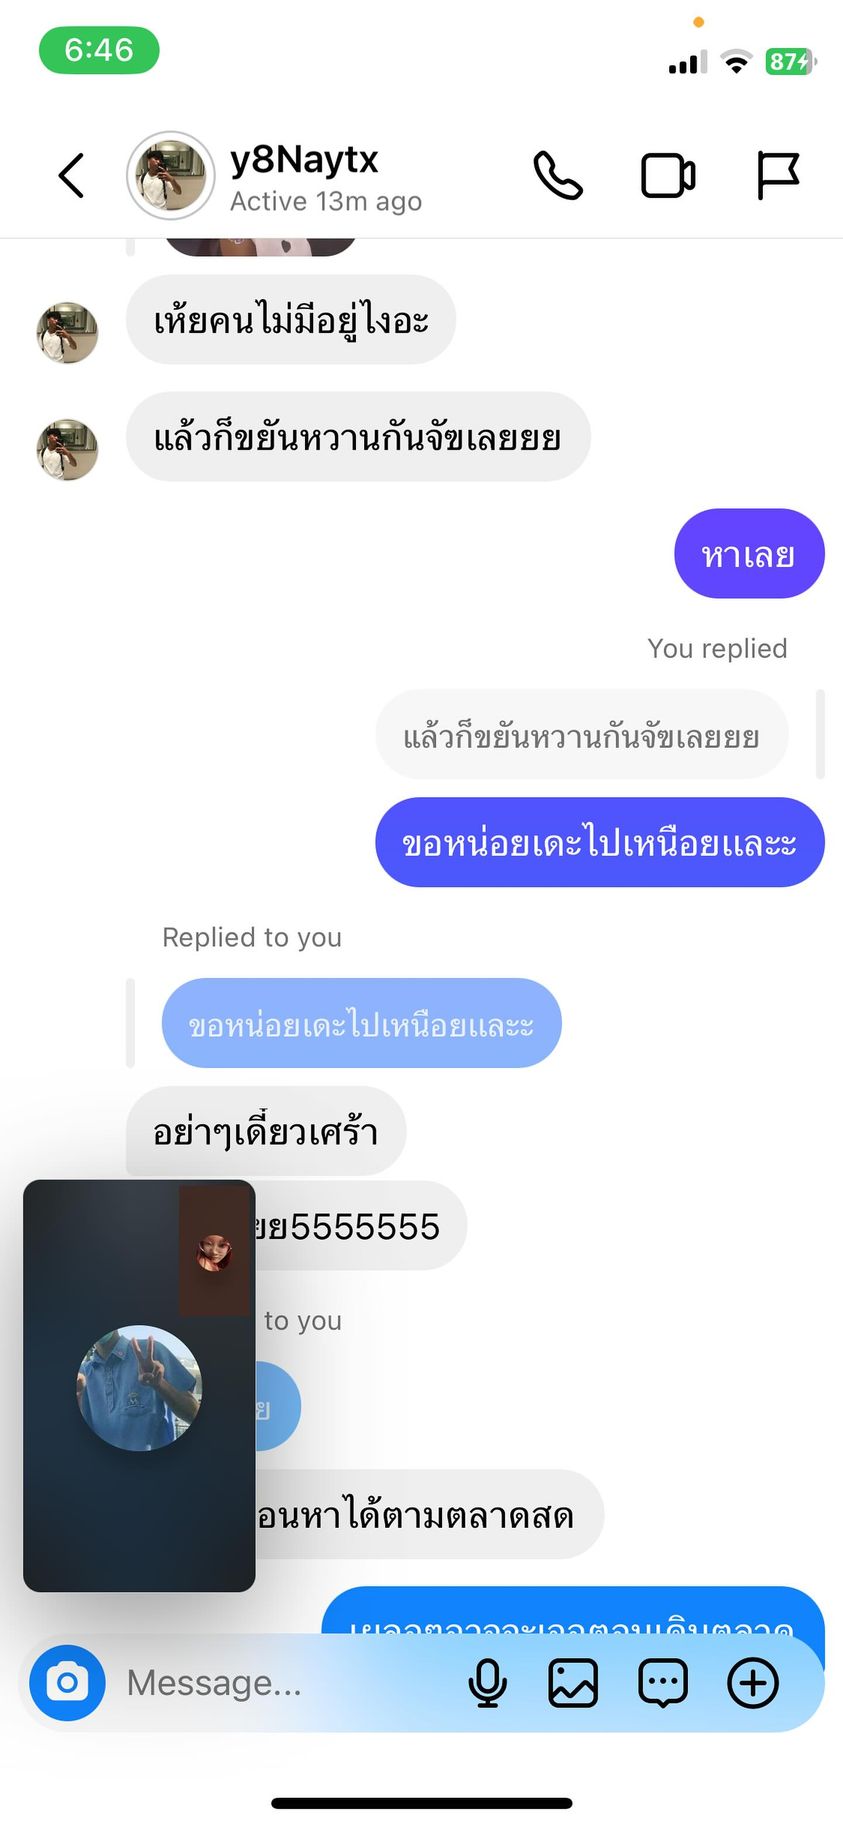 6:46
87
y8Naytx
Active 13m ago
เห้ยคนไม่มีอยู่ไงอะ
แล้วก็ขยันหวานกันจัฃเลยยย
หาเลย
You replied
แล้วก็ขยันหวานกันจัฃเลยยย
ขอหน่อยเดะไปเหนือยและะ
Replied to you
ขอหน่อยเดะไปเหนือยและะ
อย่าๆเดี๋ยวเศร้า
ยย5555555
to you
ย
อนหาได้ตามตลาดสด
Message...